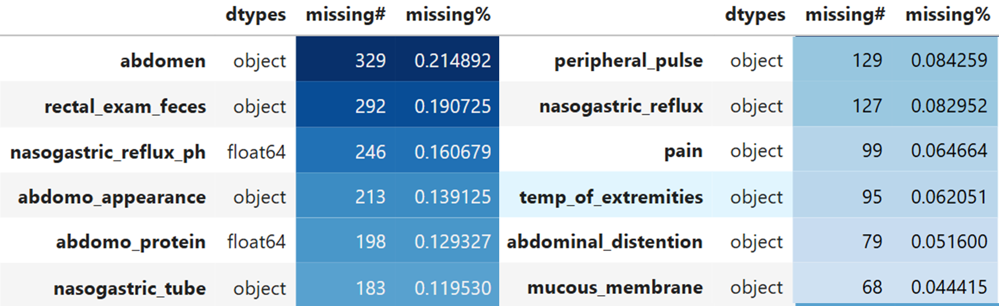 dtypes missing# missing% dtypes missing# missing%
abdomen object 329 0.214892 peripheral_pulse object 129 0.084259
rectal_exam_feces object 292 0.190725 nasogastric_reflux object 127 0.082952
nasogastric_reflux_ph float64 246 0.160679 pain object 99 0.064664
abdomo_appearance object 213 0.139125 temp_of_extremities object 95 0.062051
abdomo_protein float64 198 0.129327 abdominal_distention object 79 0.051600
nasogastric_tube object 183 0.119530 mucous_membrane object 68 0.044415